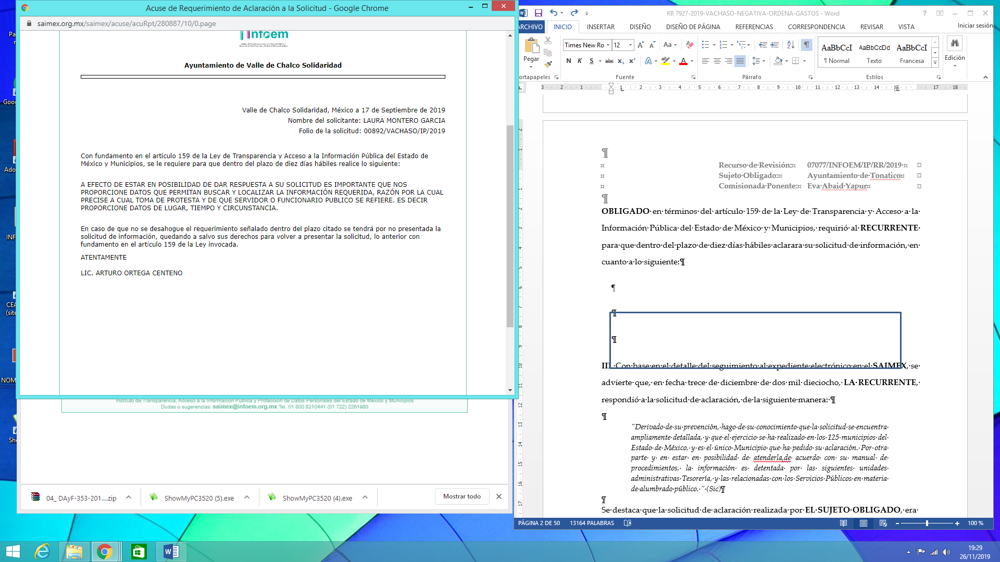 Acuse de Requerimiento de Aclaración a la Solicitud - Google Chrome
saimex.org.mx/saimex/acuse/acuRpt/280887/10/0.page
infoem
Ayuntamiento de Valle de Chalco Solidaridad
Valle de Chalco Solidaridad, México a 17 de Septiembre de 2019
Nombre del solicitante: LAURA MONTERO GARCIA
Folio de la solicitud: 00892/VACHASO/IP/2019
Con fundamento en el articulo 159 de la Ley de Transparencia y Acceso a la Información Pública del Estado de
México y Municipios, se le requiere para que dentro del plazo de diez días hábiles realice lo siguiente:
A EFECTO DE ESTAR EN POSIBILIDAD DE DAR RESPUESTA A SU SOLICITUD ES IMPORTANTE QUE NOS
PROPORCIONE DATOS QUE PERMITAN BUSCAR Y LOCALIZAR LA INFORMACIÓN REQUERIDA, RAZÓN POR LA CUAL
PRECISE A CUAL TOMA DE PROTESTA Y DE QUE SERVIDOR O FUNCIONARIO PUBLICO SE REFIERE. ES DECIR
PROPORCIONE DATOS DE LUGAR, TIEMPO Y CIRCUNSTANCIA.
En caso de que no se desahogue el requerimiento señalado dentro del plazo citado se tendrá por no presentada la
solicitud de información, quedando a salvo sus derechos para volver a presentar la solicitud, lo anterior con
fundamento en el artículo 159 de la Ley invocada.
ATENTAMENTE
LIC. ARTURO ORTEGA CENTENO
Instituto de Transparencia, Acceso a la Información Pública y Protección de Datos Personales del Estado de México y Municipios
Dudas o sugerencias: saimex@infoem.org.mx Tel. 01 800 8210441 (01 722) 2261980
04_ DAyF-353-201....zip
ShowMyPC3520 (5).exe
ShowMyPC3520 (4).exe
Mostrar todo
RR 7927-2019-VACHASO-NEGATIVA-ORDENA-GASTOS - Word
ARCHIVO INICIO INSERTAR DISEÑO DISEÑO DE PÁGINA REFERENCIAS CORRESPONDENCIA REVISAR VISTA Iniciar sesión
Pegar
Times New Ro 12
N K S abc x₂ x²
AaBbCcI AaBbCcDd AaBbCcI
¶ Normal Texto Francesa
Edición
ortapapeles Fuente Párrafo Estilos
Recurso de Revisión: 07077/INFOEM/IP/RR/2019
Sujeto Obligado: Ayuntamiento de Tonatico
Comisionada Ponente: Eva Abaid Yapur
OBLIGADO en términos del artículo 159 de la Ley de Transparencia y Acceso a la
Información Pública del Estado de México y Municipios, requirió al RECURRENTE
para que dentro del plazo de diez días hábiles aclarara su solicitud de información, en
cuanto a lo siguiente:¶
III. Con base en el detalle del seguimiento al expediente electrónico en el SAIMEX, se
advierte que, en fecha trece de diciembre de dos mil dieciocho, LA RECURRENTE,
respondió a la solicitud de aclaración, de la siguiente manera: ¶
“Derivado de su prevención, hago de su conocimiento que la solicitud se encuentra
ampliamente detallada, y que el ejercicio se ha realizado en los 125 municipios del
Estado de México, y es el único Municipio que ha pedido su aclaración. Por otra
parte y en estar en posibilidad de atenderla,de acuerdo con su manual de
procedimientos, la información es detentada por las siguientes unidades
administrativas Tesorería, y las relacionadas con los Servicios Públicos en materia
de alumbrado público. ” (Sic)¶
Se destaca que la solicitud de aclaración realizada por EL SUJETO OBLIGADO, era
PÁGINA 2 DE 50 13164 PALABRAS 100 %
19:29
26/11/2019